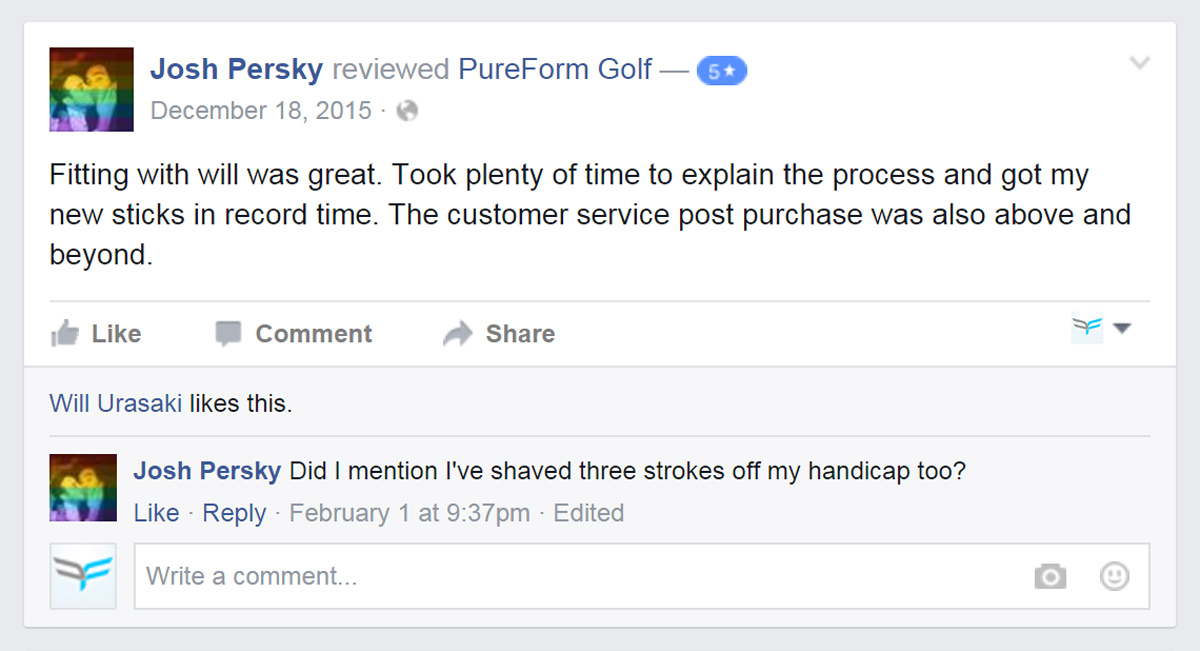 Josh Persky reviewed PureForm Golf — 5★
December 18, 2015 ·
Fitting with will was great. Took plenty of time to explain the process and got my
new sticks in record time. The customer service post purchase was also above and
beyond.
Like Comment Share
Will Urasaki likes this.
Josh Persky Did I mention I've shaved three strokes off my handicap too?
Like · Reply · February 1 at 9:37pm · Edited
Write a comment...